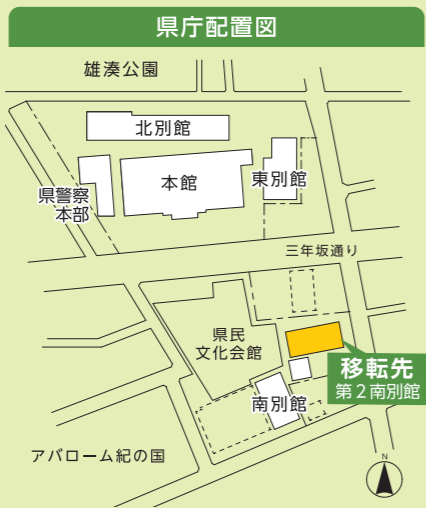 県庁配置図
雄湊公園
北別館
本館
東別館
県警察
本部
三年坂通り
県民
文化会館
移転先
第2南別館
南別館
アバローム紀の国
N